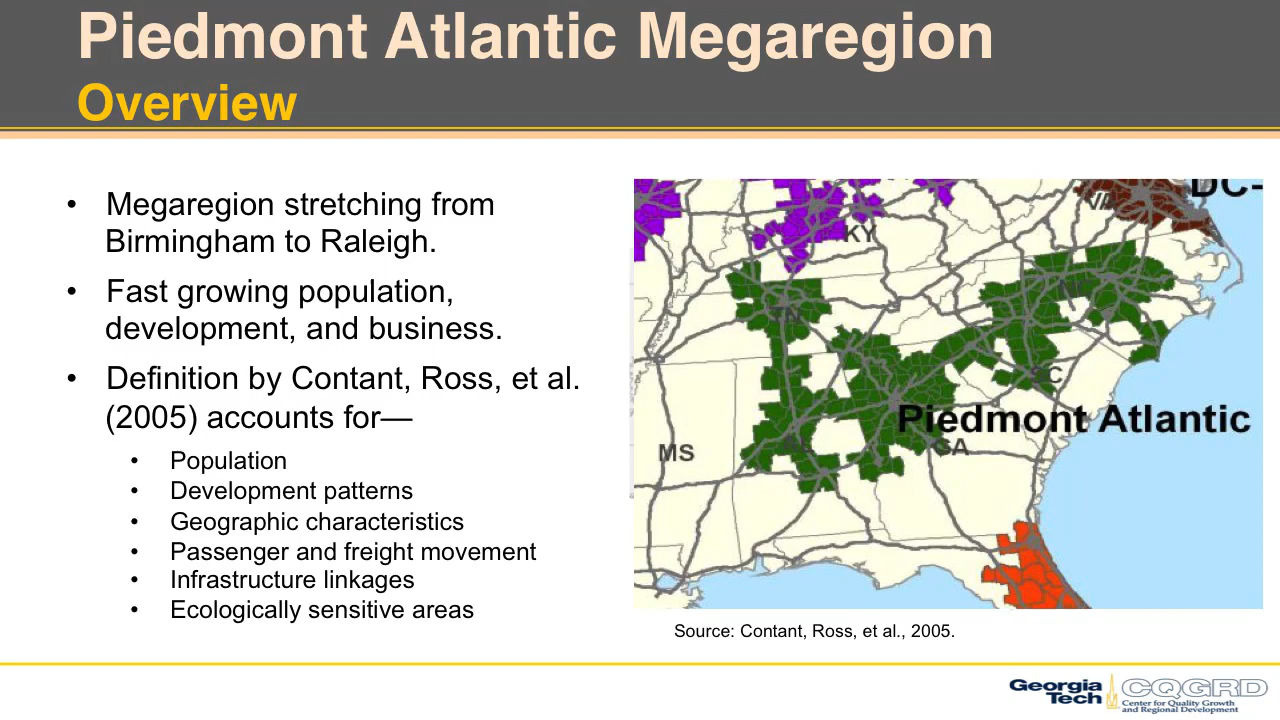 Piedmont Atlantic Megaregion
Overview
• Megaregion stretching from
Birmingham to Raleigh.
• Fast growing population,
development, and business.
• Definition by Contant, Ross, et al.
(2005) accounts for—
• Population
• Development patterns
• Geographic characteristics
• Passenger and freight movement
• Infrastructure linkages
• Ecologically sensitive areas
DC-
KY
Piedmont Atlantic
MS
GA
Source: Contant, Ross, et al., 2005.
Georgia
Tech
CQGRD
Center for Quality Growth
and Regional Development